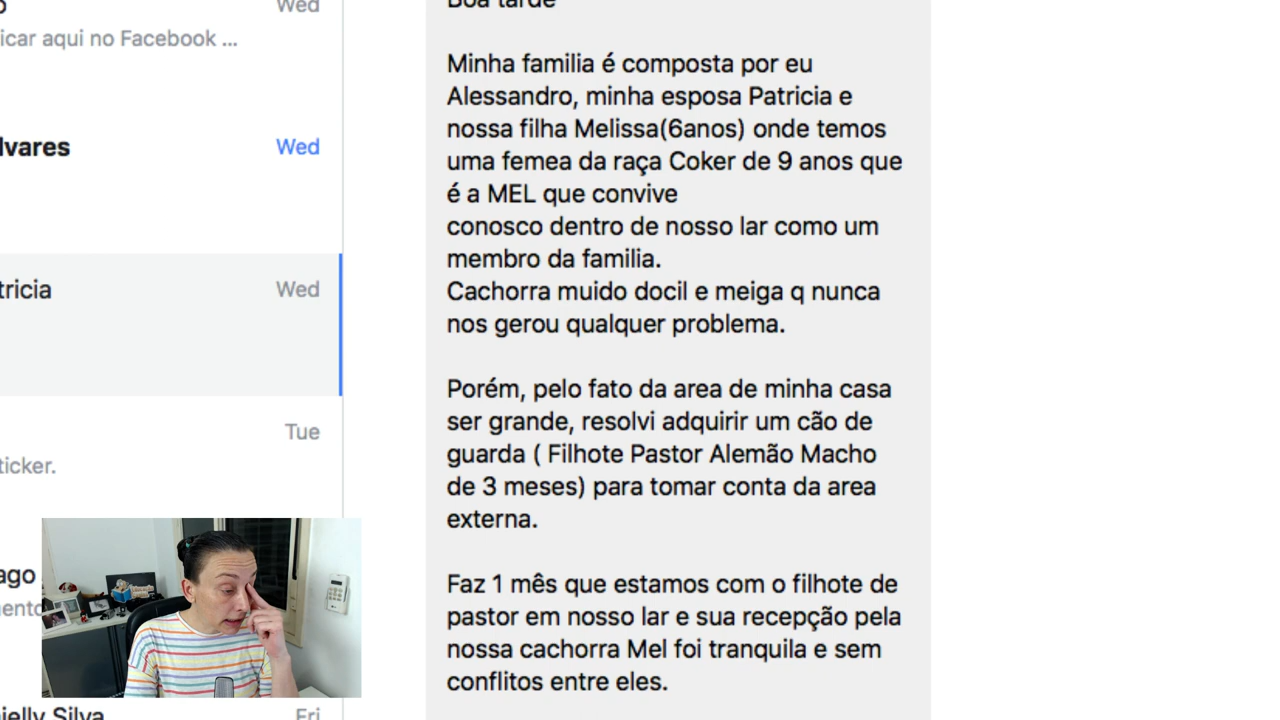 Wed
icar aqui no Facebook ...
lvares
Wed
tricia
Wed
Tue
ticker.
ago
Silva
Fri
Boa tarde
Minha familia é composta por eu
Alessandro, minha esposa Patricia e
nossa filha Melissa(6anos) onde temos
uma femea da raça Coker de 9 anos que
é a MEL que convive
conosco dentro de nosso lar como um
membro da familia.
Cachorra muido docil e meiga q nunca
nos gerou qualquer problema.
Porém, pelo fato da area de minha casa
ser grande, resolvi adquirir um cão de
guarda ( Filhote Pastor Alemão Macho
de 3 meses) para tomar conta da area
externa.
Faz 1 mês que estamos com o filhote de
pastor em nosso lar e sua recepção pela
nossa cachorra Mel foi tranquila e sem
conflitos entre eles.